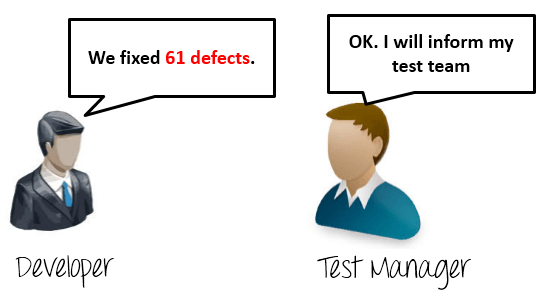 We fixed 61 defects.
OK. I will inform my
test team
Developer
Test Manager